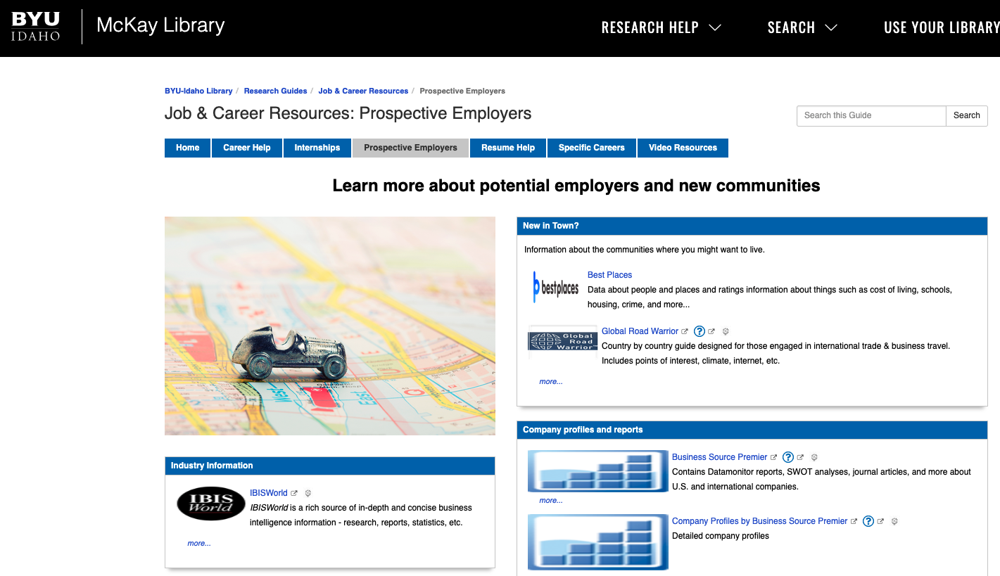 BYU
IDAHO
McKay Library
RESEARCH HELP
SEARCH
USE YOUR LIBRARY
BYU-Idaho Library / Research Guides / Job & Career Resources / Prospective Employers
Job & Career Resources: Prospective Employers
Search this Guide
Search
Home
Career Help
Internships
Prospective Employers
Resume Help
Specific Careers
Video Resources
Learn more about potential employers and new communities
West
East
Industry Information
IBIS
World
IBISWorld
IBISWorld is a rich source of in-depth and concise business
intelligence information - research, reports, statistics, etc.
more...
New in Town?
Information about the communities where you might want to live.
bestplaces
Best Places
Data about people and places and ratings information about things such as cost of living, schools,
housing, crime, and more...
Global
Road
Warrior
Global Road Warrior ?
Country by country guide designed for those engaged in international trade & business travel.
Includes points of interest, climate, internet, etc.
more...
Company profiles and reports
Business Source Premier ?
Contains Datamonitor reports, SWOT analyses, journal articles, and more about
U.S. and international companies.
more...
Company Profiles by Business Source Premier ?
Detailed company profiles